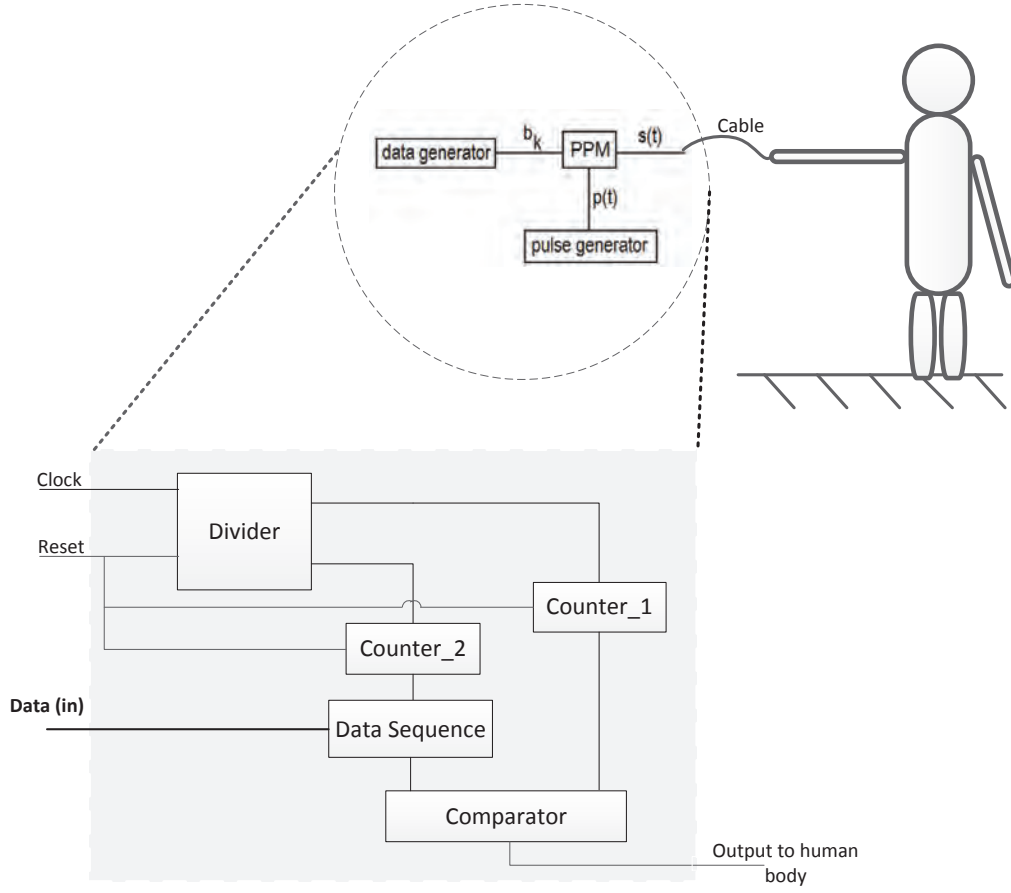 Cable
b_k
s(t)
data generator
PPM
p(t)
pulse generator
Clock
Divider
Reset
Counter_1
Counter_2
Data (in)
Data Sequence
Comparator
Output to human
body